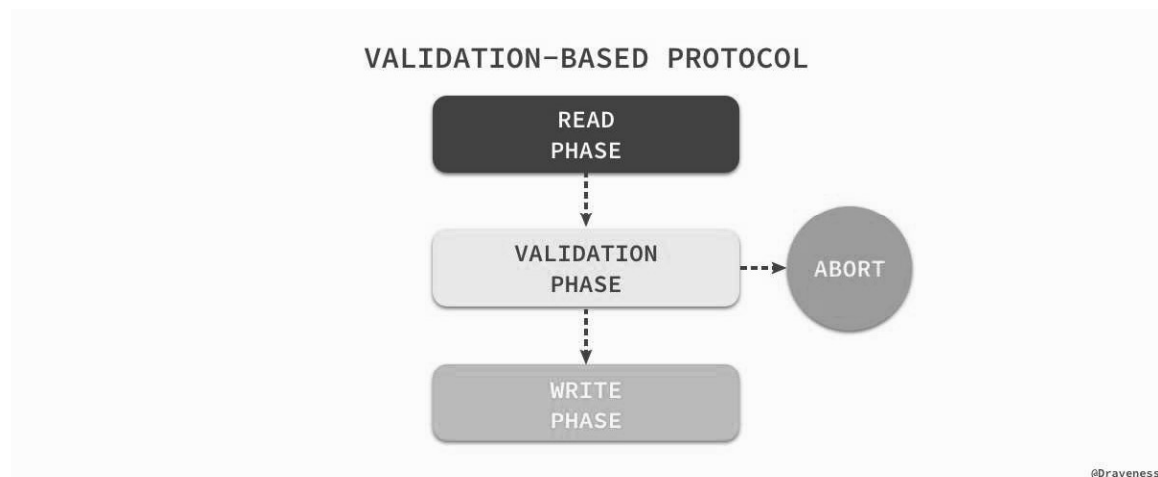 VALIDATION-BASED PROTOCOL
READ
PHASE
VALIDATION
PHASE
ABORT
WRITE
PHASE
@Draveness